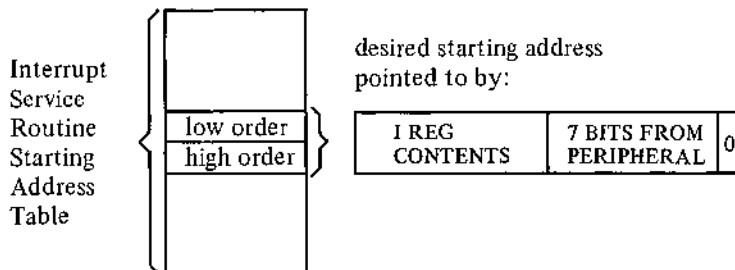 Interrupt
Service
Routine
Starting
Address
Table
low order
high order
desired starting address
pointed to by:
I REG
CONTENTS
7 BITS FROM
PERIPHERAL
0